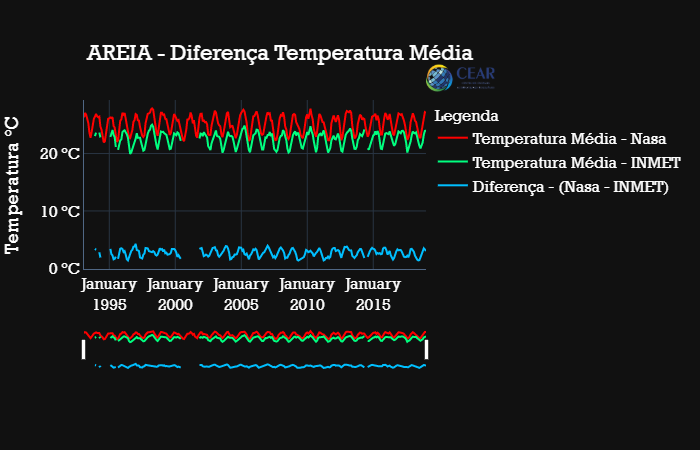 AREIA - Diferença Temperatura Média
CEAR
Legenda
Temperatura Média - Nasa
Temperatura Média - INMET
Diferença - (Nasa - INMET)
Temperatura °C
20 °C
10 °C
0 °C
January January January January January
1995 2000 2005 2010 2015